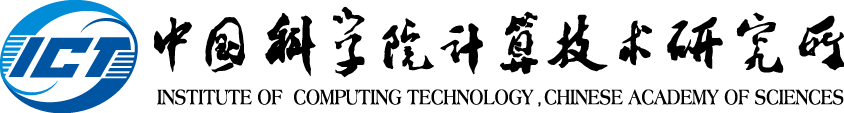 ICT
中国科学院计算技术研究所
INSTITUTE OF COMPUTING TECHNOLOGY, CHINESE ACADEMY OF SCIENCES